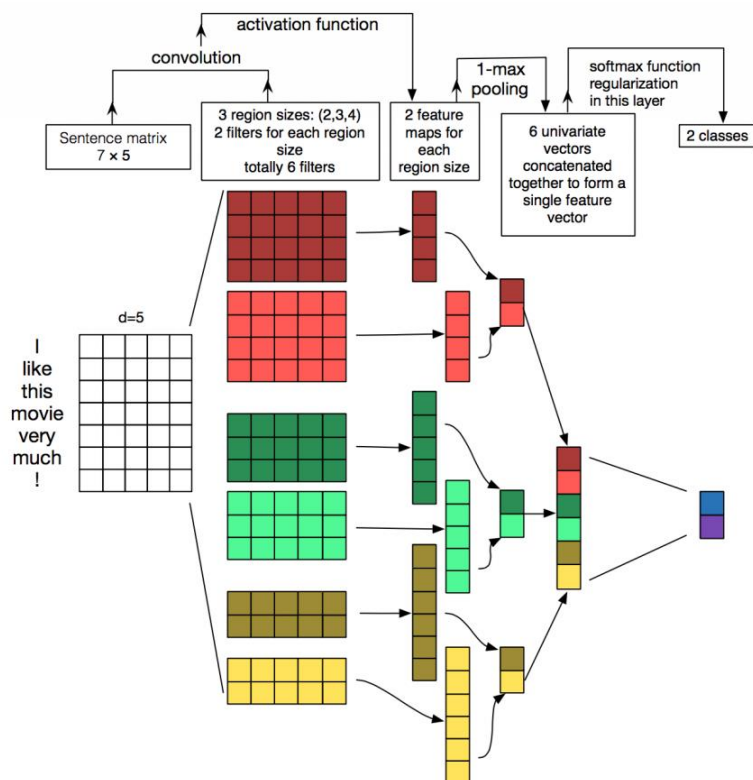 activation function
convolution
1-max
pooling
softmax function
regularization
in this layer
Sentence matrix
7 × 5
3 region sizes: (2,3,4)
2 filters for each region
size
totally 6 filters
2 feature
maps for
each
region size
6 univariate
vectors
concatenated
together to form a
single feature
vector
2 classes
d=5
I
like
this
movie
very
much
!